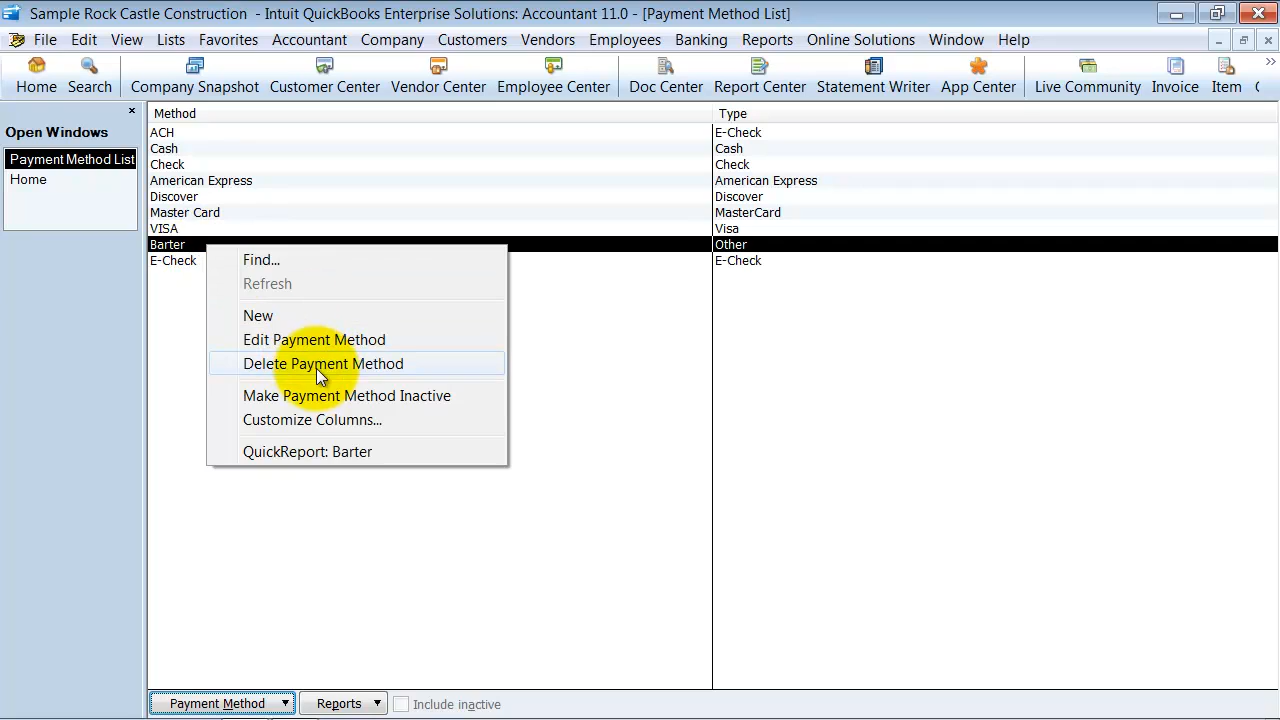 Sample Rock Castle Construction - Intuit QuickBooks Enterprise Solutions: Accountant 11.0 - [Payment Method List]
File Edit View Lists Favorites Accountant Company Customers Vendors Employees Banking Reports Online Solutions Window Help
Home Search Company Snapshot Customer Center Vendor Center Employee Center Doc Center Report Center Statement Writer App Center Live Community Invoice Item
Open Windows
Payment Method List
Home
Method Type
ACH E-Check
Cash Cash
Check Check
American Express American Express
Discover Discover
Master Card MasterCard
VISA Visa
Barter Other
E-Check E-Check
Find...
Refresh
New
Edit Payment Method
Delete Payment Method
Make Payment Method Inactive
Customize Columns...
QuickReport: Barter
Payment Method Reports Include inactive